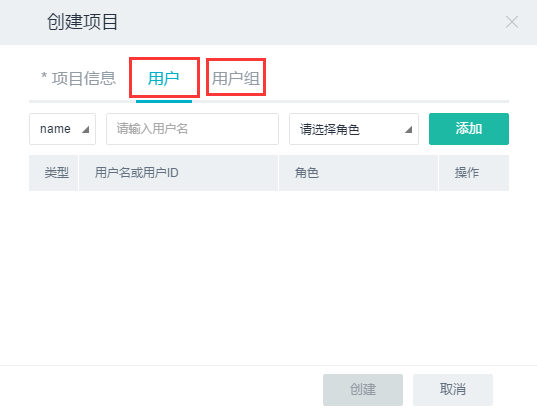 创建项目
* 项目信息 用户 用户组
name 请输入用户名 请选择角色 添加
类型 用户名或用户ID 角色 操作
创建 取消